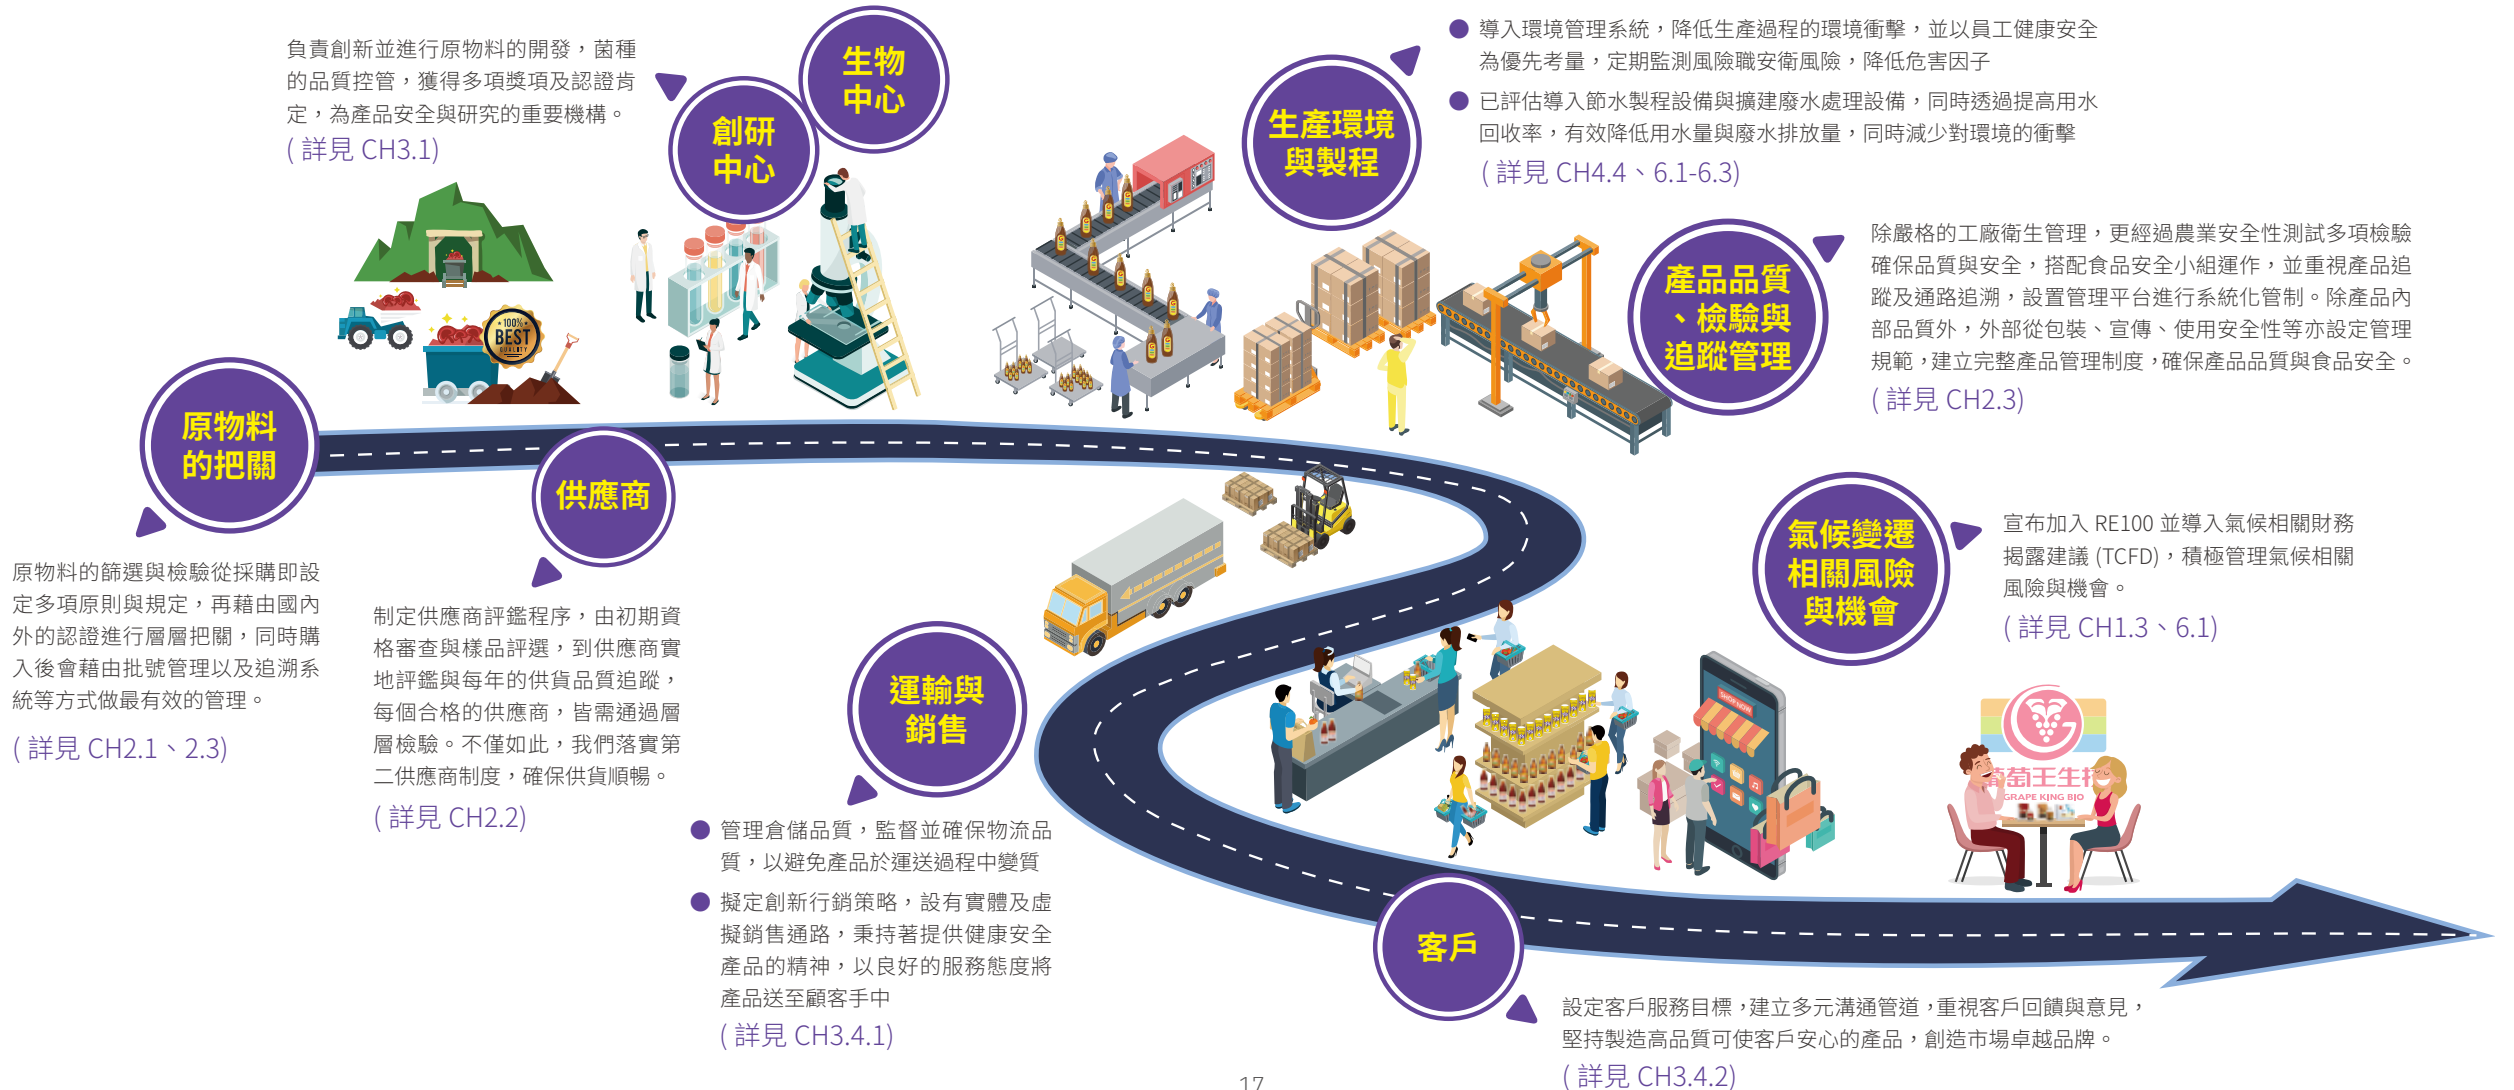 負責創新並進行原物料的開發，菌種
的品質控管，獲得多項獎項及認證肯
定，為產品安全與研究的重要機構。
( 詳見 CH3.1)
生物
中心
創研
中心
生產環境
與製程
● 導入環境管理系統，降低生產過程的環境衝擊，並以員工健康安全
為優先考量，定期監測風險職安衛風險，降低危害因子
● 已評估導入節水製程設備與擴建廢水處理設備，同時透過提高用水
回收率，有效降低用水量與廢水排放量，同時減少對環境的衝擊
( 詳見 CH4.4、6.1-6.3)
產品品質
、檢驗與
追蹤管理
除嚴格的工廠衛生管理，更經過農業安全性測試多項檢驗
確保品質與安全，搭配食品安全小組運作，並重視產品追
蹤及通路追溯，設置管理平台進行系統化管制。除產品內
部品質外，外部從包裝、宣傳、使用安全性等亦設定管理
規範，建立完整產品管理制度，確保產品品質與食品安全。
( 詳見 CH2.3)
100%
BEST
QUALITY
原物料
的把關
原物料的篩選與檢驗從採購即設
定多項原則與規定，再藉由國內
外的認證進行層層把關，同時購
入後會藉由批號管理以及追溯系
統等方式做最有效的管理。
( 詳見 CH2.1、2.3)
供應商
制定供應商評鑑程序，由初期資
格審查與樣品評選，到供應商實
地評鑑與每年的供貨品質追蹤，
每個合格的供應商，皆需通過層
層檢驗。不僅如此，我們落實第
二供應商制度，確保供貨順暢。
( 詳見 CH2.2)
運輸與
銷售
● 管理倉儲品質，監督並確保物流品
質，以避免產品於運送過程中變質
● 擬定創新行銷策略，設有實體及虛
擬銷售通路，秉持著提供健康安全
產品的精神，以良好的服務態度將
產品送至顧客手中
( 詳見 CH3.4.1)
氣候變遷
相關風險
與機會
宣布加入 RE100 並導入氣候相關財務
揭露建議 (TCFD)，積極管理氣候相關
風險與機會。
( 詳見 CH1.3、6.1)
SHOP NOW
葡萄王生技
GRAPE KING BIO
客戶
設定客戶服務目標，建立多元溝通管道，重視客戶回饋與意見，
堅持製造高品質可使客戶安心的產品，創造市場卓越品牌。
( 詳見 CH3.4.2)
17